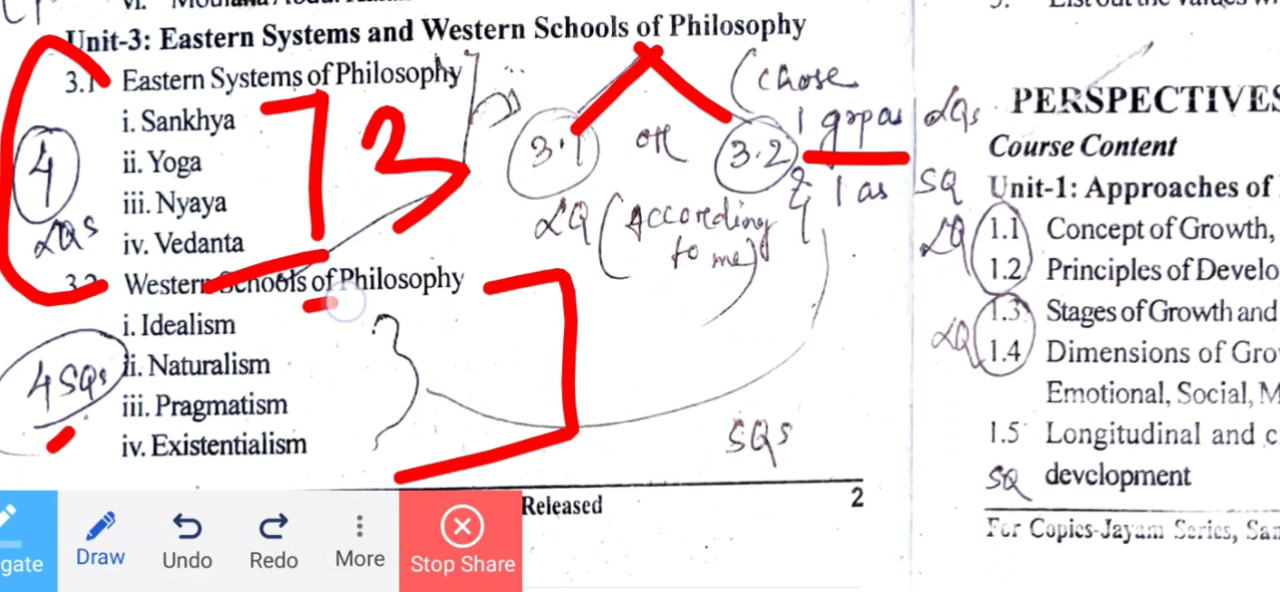 Unit-3: Eastern Systems and Western Schools of Philosophy
3.1 Eastern Systems of Philosophy
i. Sankhya
ii. Yoga
iii. Nyaya
iv. Vedanta
4
LQs
3.2 Western Schools of Philosophy
i. Idealism
ii. Naturalism
iii. Pragmatism
iv. Existentialism
4 SQs
3.1 or 3.2
(chose
1 grp as LQs
& 1 as SQ
LQ (According
to me)
SQs
Released
2
PERSPECTIVES
Course Content
Unit-1: Approaches of
LQ
1.1 Concept of Growth,
1.2 Principles of Develo
LQ
1.3 Stages of Growth and
1.4 Dimensions of Gro
Emotional, Social, M
1.5 Longitudinal and c
SQ development
For Copies-Jayam Series, San
gate
Draw
Undo
Redo
More
Stop Share